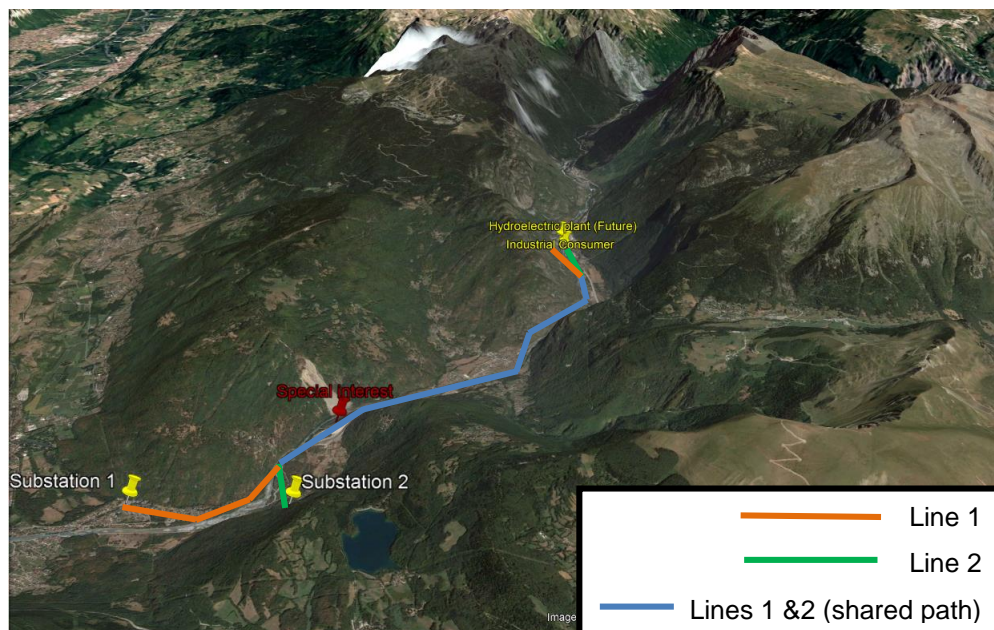 Hydroelectric plant (Future)
Industrial Consumer
Special Interest
Substation 1
Substation 2
Line 1
Line 2
Lines 1 &2 (shared path)
Image